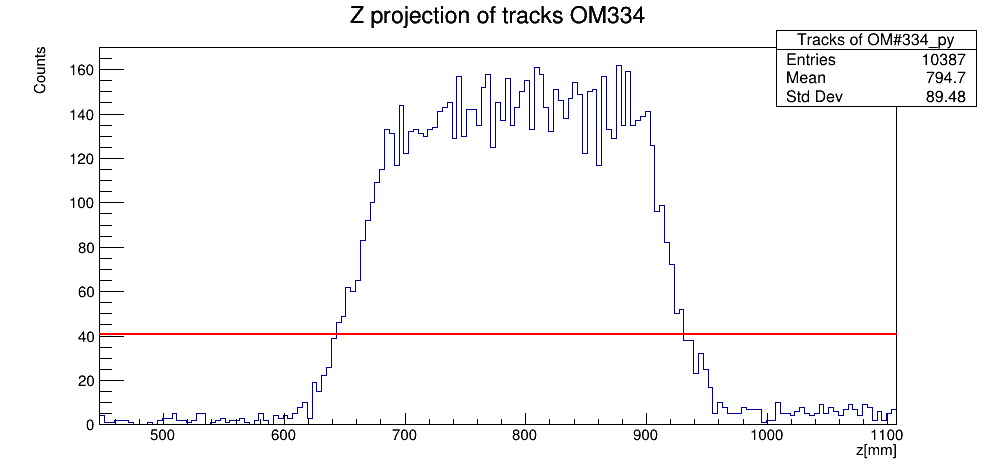 Z projection of tracks OM334
Tracks of OM#334_py
Entries 10387
Mean 794.7
Std Dev 89.48
Counts
160
140
120
100
80
60
40
20
0
500 600 700 800 900 1000 1100
z[mm]